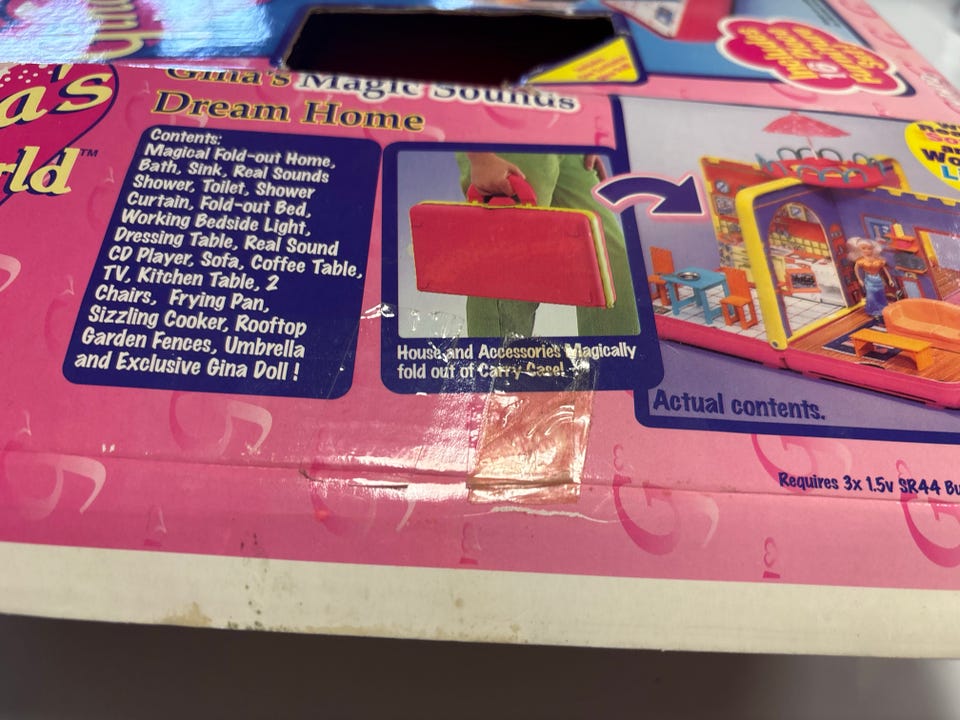 a's
rld™
Gina's Magic Sounds
Dream Home
Contents:
Magical Fold-out Home,
Bath, Sink, Real Sounds
Shower, Toilet, Shower
Curtain, Fold-out Bed,
Working Bedside Light,
Dressing Table, Real Sound
CD Player, Sofa, Coffee Table,
TV, Kitchen Table, 2
Chairs, Frying Pan,
Sizzling Cooker, Rooftop
Garden Fences, Umbrella
and Exclusive Gina Doll !
House and Accessories Magically
fold out of Carry Case!
Actual contents.
Requires 3x 1.5v SR44 Bu